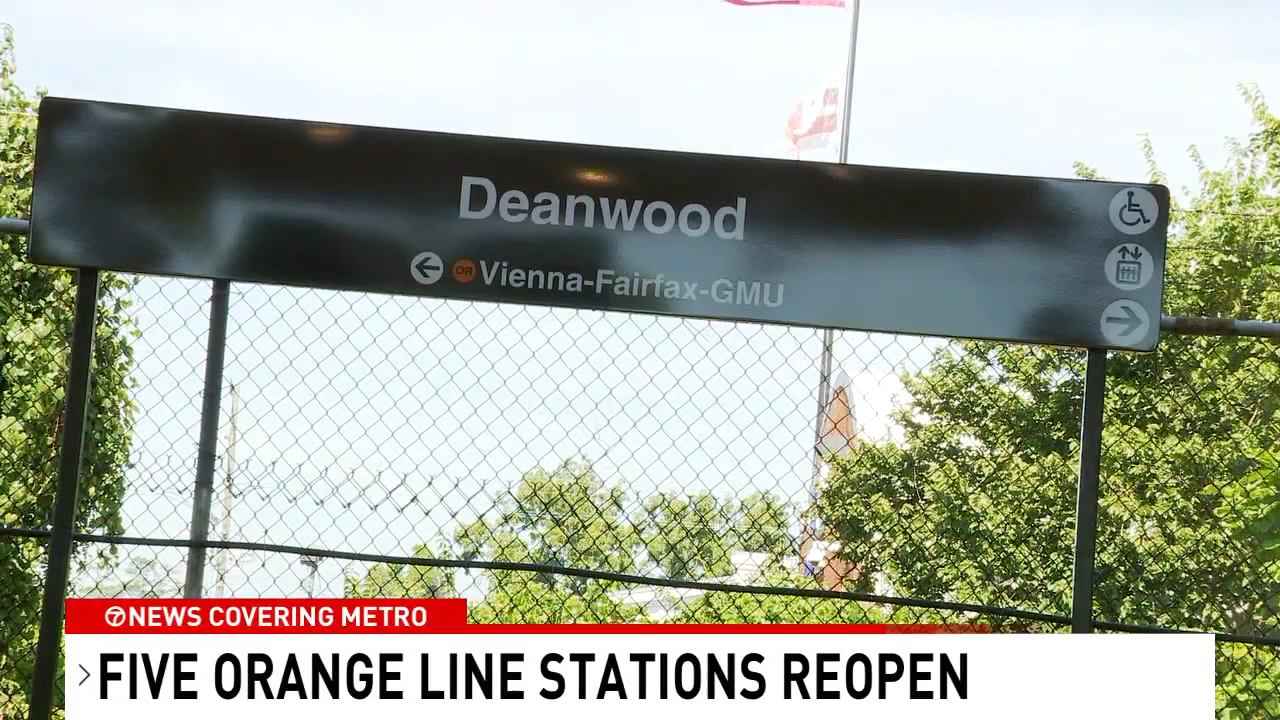 Deanwood
OR Vienna-Fairfax-GMU
7NEWS COVERING METRO
FIVE ORANGE LINE STATIONS REOPEN